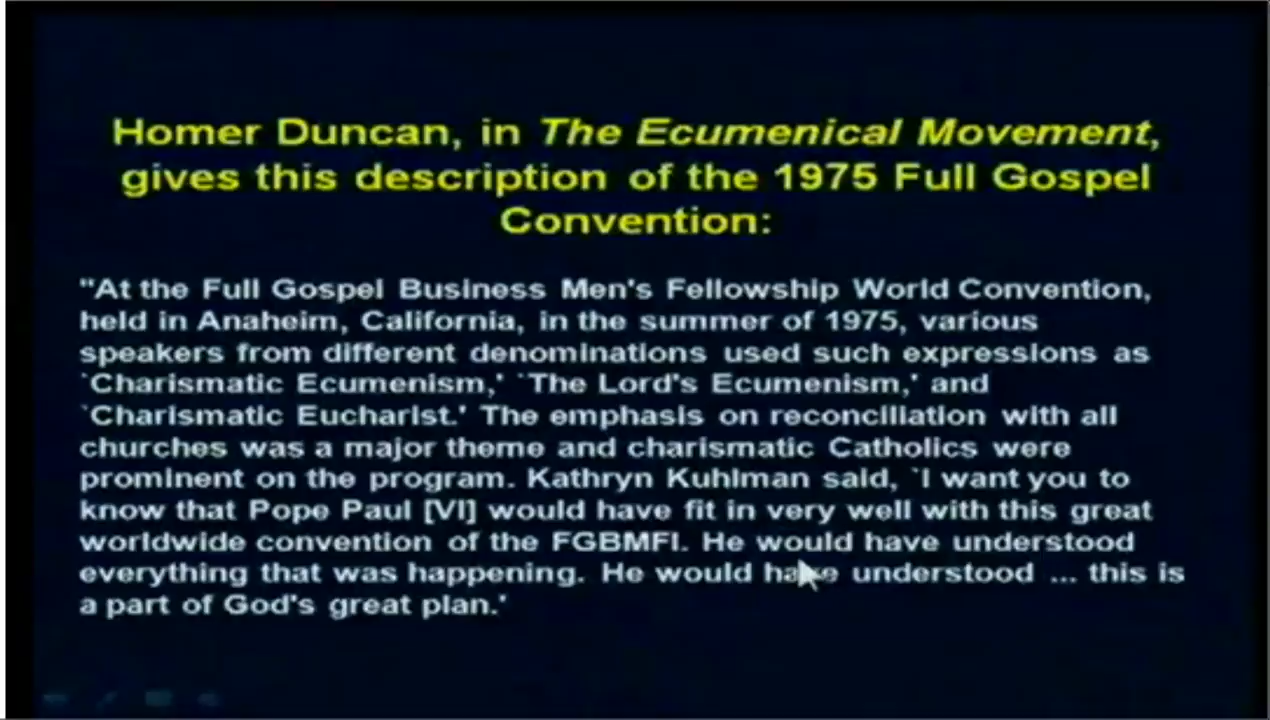 Homer Duncan, in The Ecumenical Movement,
gives this description of the 1975 Full Gospel
Convention:
"At the Full Gospel Business Men's Fellowship World Convention,
held in Anaheim, California, in the summer of 1975, various
speakers from different denominations used such expressions as
`Charismatic Ecumenism,' `The Lord's Ecumenism,' and
`Charismatic Eucharist.' The emphasis on reconciliation with all
churches was a major theme and charismatic Catholics were
prominent on the program. Kathryn Kuhlman said, `I want you to
know that Pope Paul [VI] would have fit in very well with this great
worldwide convention of the FGBMFI. He would have understood
everything that was happening. He would have understood ... this is
a part of God's great plan.'